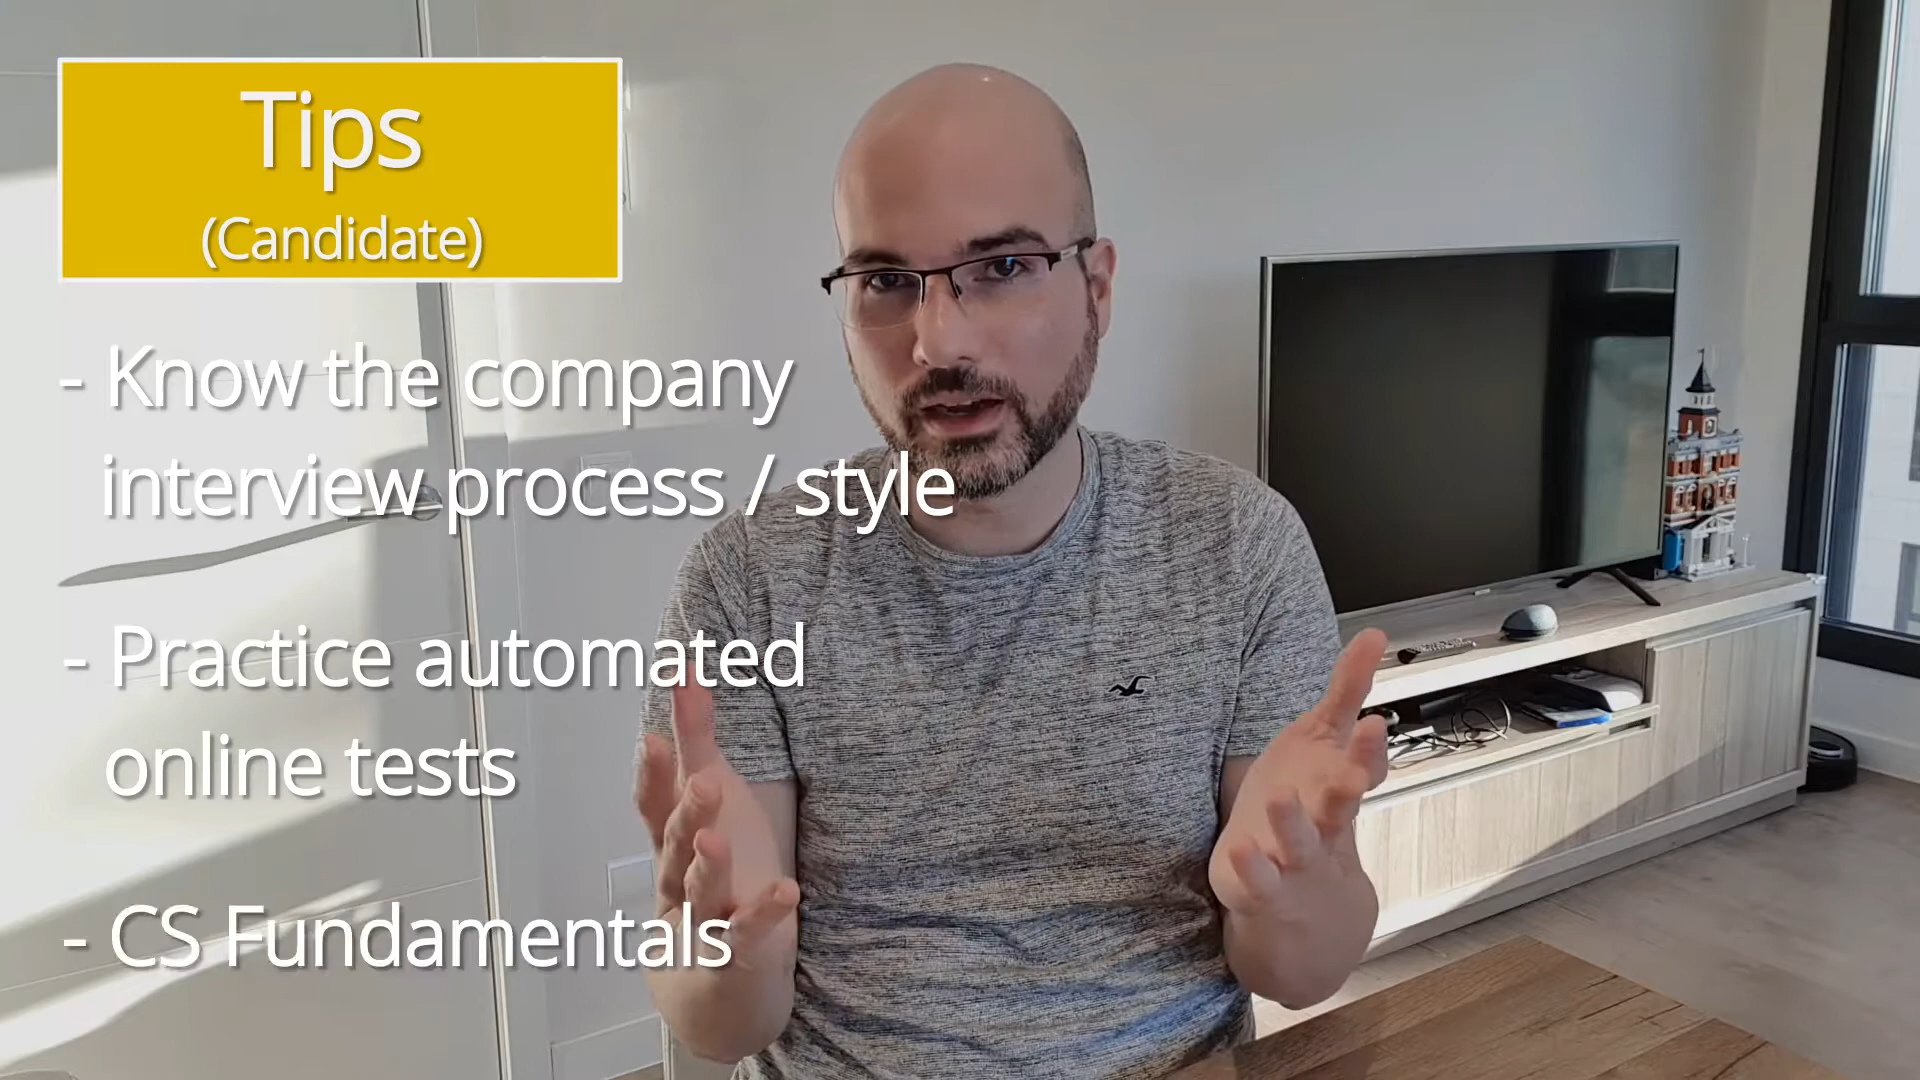 Tips
(Candidate)
- Know the company
interview process / style
- Practice automated
online tests
- CS Fundamentals